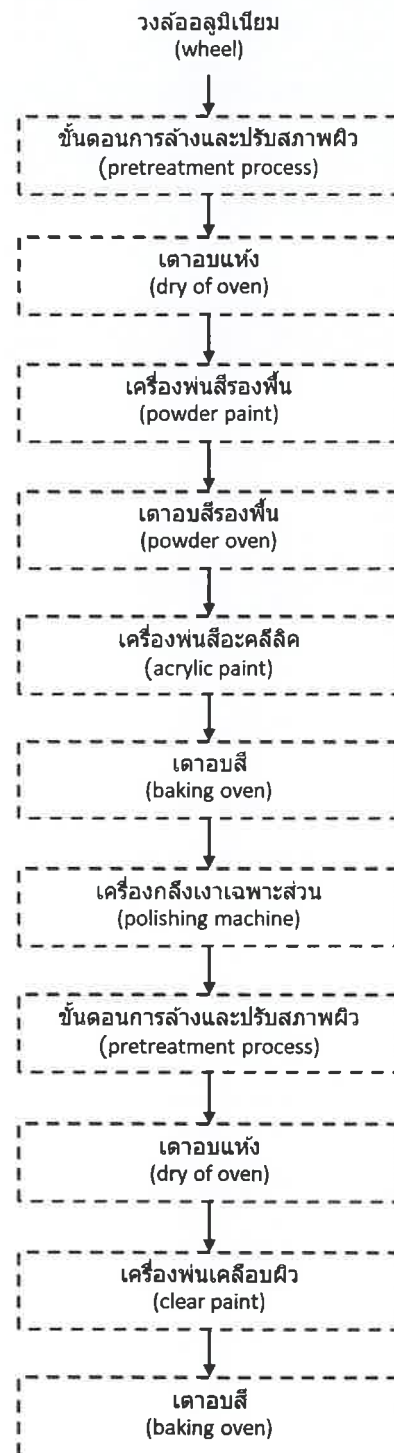 วงล้ออลูมิเนียม
(wheel)
ขั้นตอนการล้างและปรับสภาพผิว
(pretreatment process)
เตาอบแห้ง
(dry of oven)
เครื่องพ่นสีรองพื้น
(powder paint)
เตาอบสีรองพื้น
(powder oven)
เครื่องพ่นสีอะคลีลิค
(acrylic paint)
เตาอบสี
(baking oven)
เครื่องกลึงเงาเฉพาะส่วน
(polishing machine)
ขั้นตอนการล้างและปรับสภาพผิว
(pretreatment process)
เตาอบแห้ง
(dry of oven)
เครื่องพ่นเคลือบผิว
(clear paint)
เตาอบสี
(baking oven)